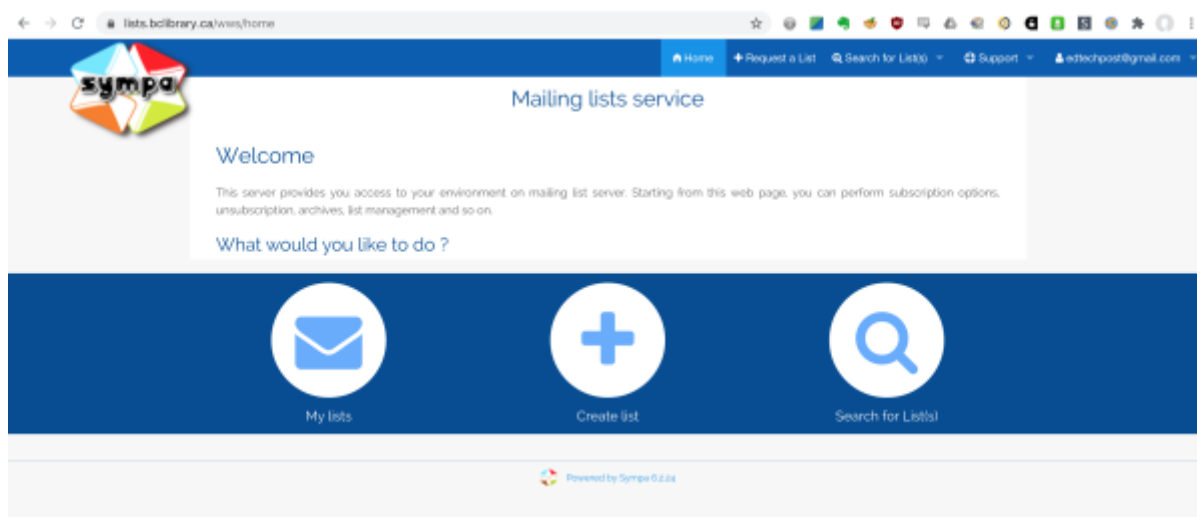 lists.bclibrary.ca/wws/home
sympa
Home
Request a List
Search for List(s)
Support
edtechpost@gmail.com
Mailing lists service
Welcome
This server provides you access to your environment on mailing list server. Starting from this web page, you can perform subscription options,
unsubscription, archives, list management and so on.
What would you like to do ?
My lists
Create list
Search for List(s)
Powered by Sympa 6.2.24